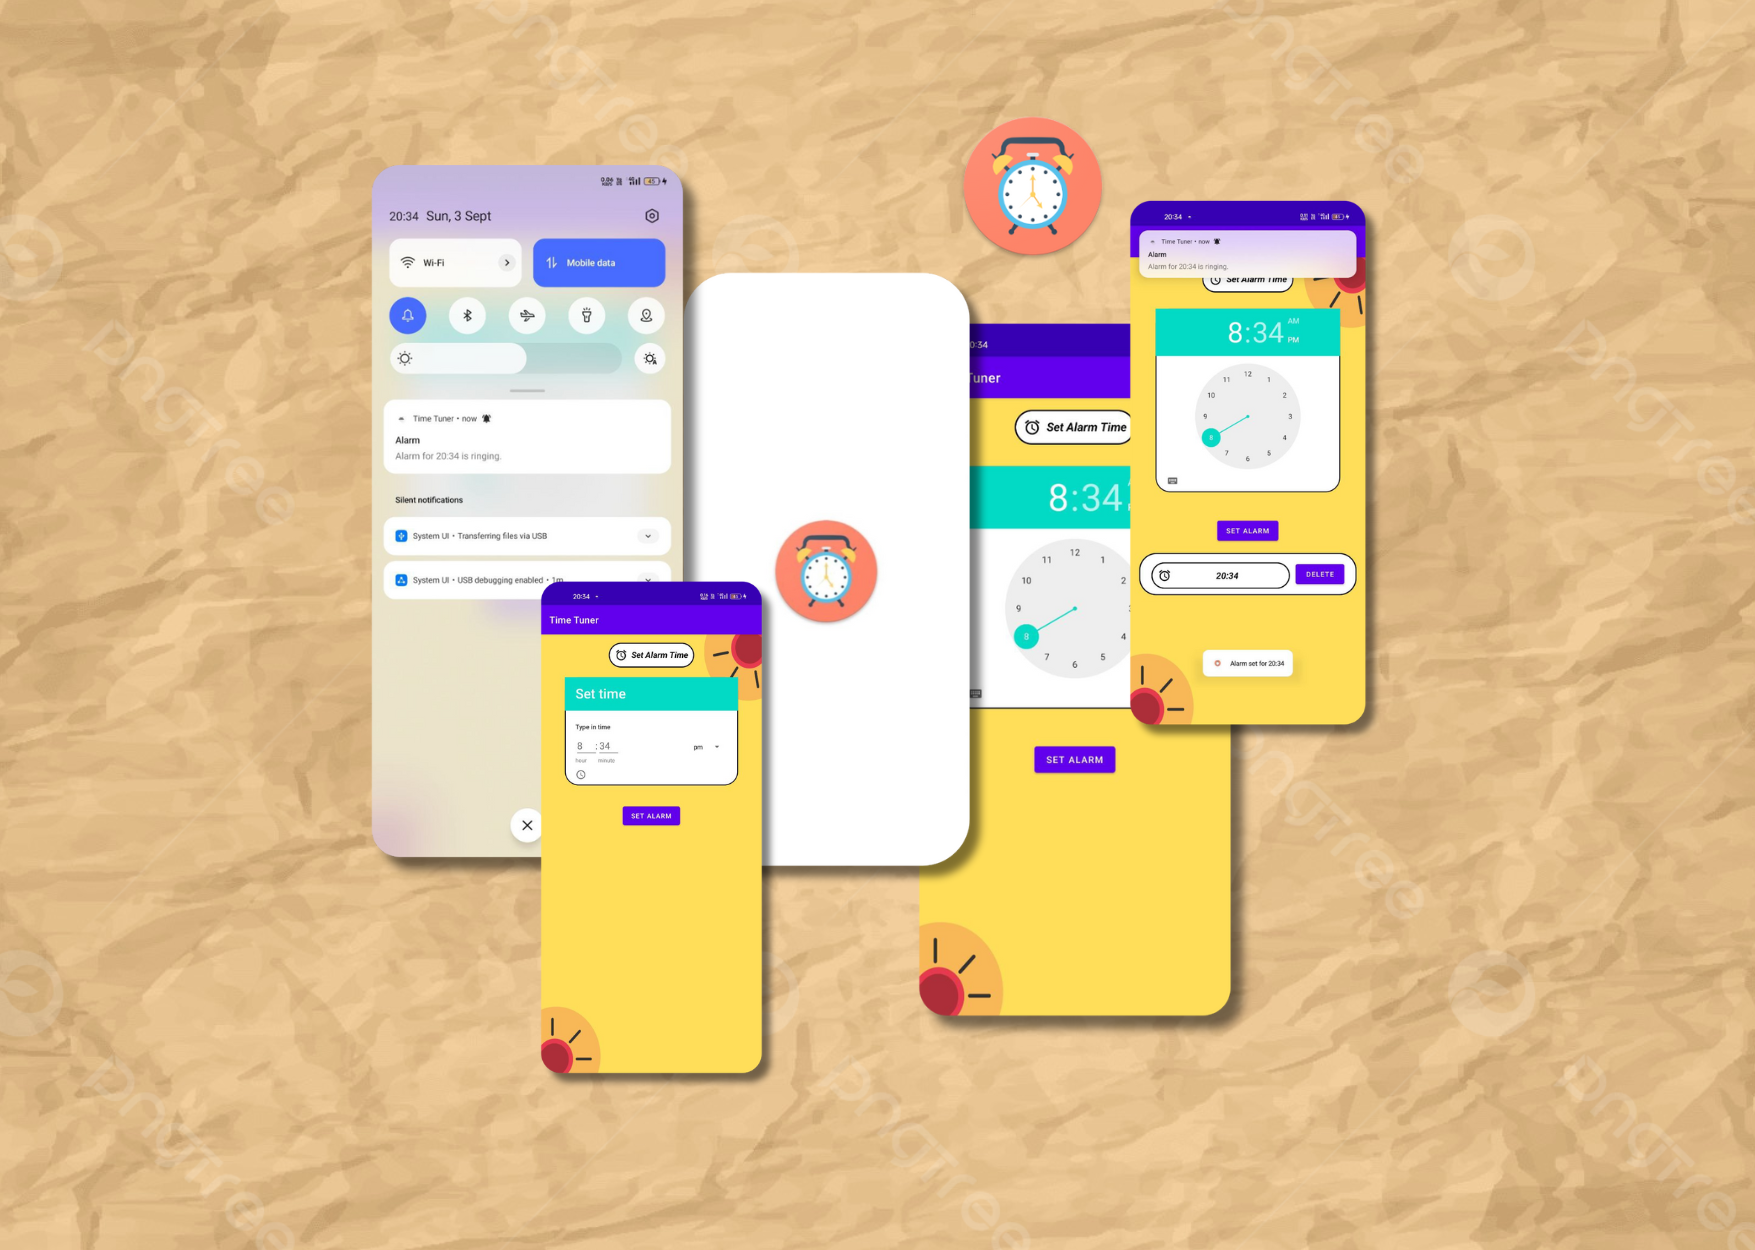 20:34 Sun, 3 Sept
45
Wi-Fi
Mobile data
Time Tuner • now
Alarm
Alarm for 20:34 is ringing.
Silent notifications
System UI • Transferring files via USB
System UI • USB debugging enabled • 1m
20:34
Time Tuner
Set Alarm Time
Set time
Type in time
8 : 34
pm
hour minute
SET ALARM
0:34
Tuner
Set Alarm Time
8:34
12
11 1
10 2
9
8 4
7 5
6
SET ALARM
20:34
Time Tuner • now
Alarm
Alarm for 20:34 is ringing.
Set Alarm Time
8:34
AM
PM
12
11 1
10 2
9 3
8 4
7 5
6
SET ALARM
20:34
DELETE
Alarm set for 20:34
pngtree